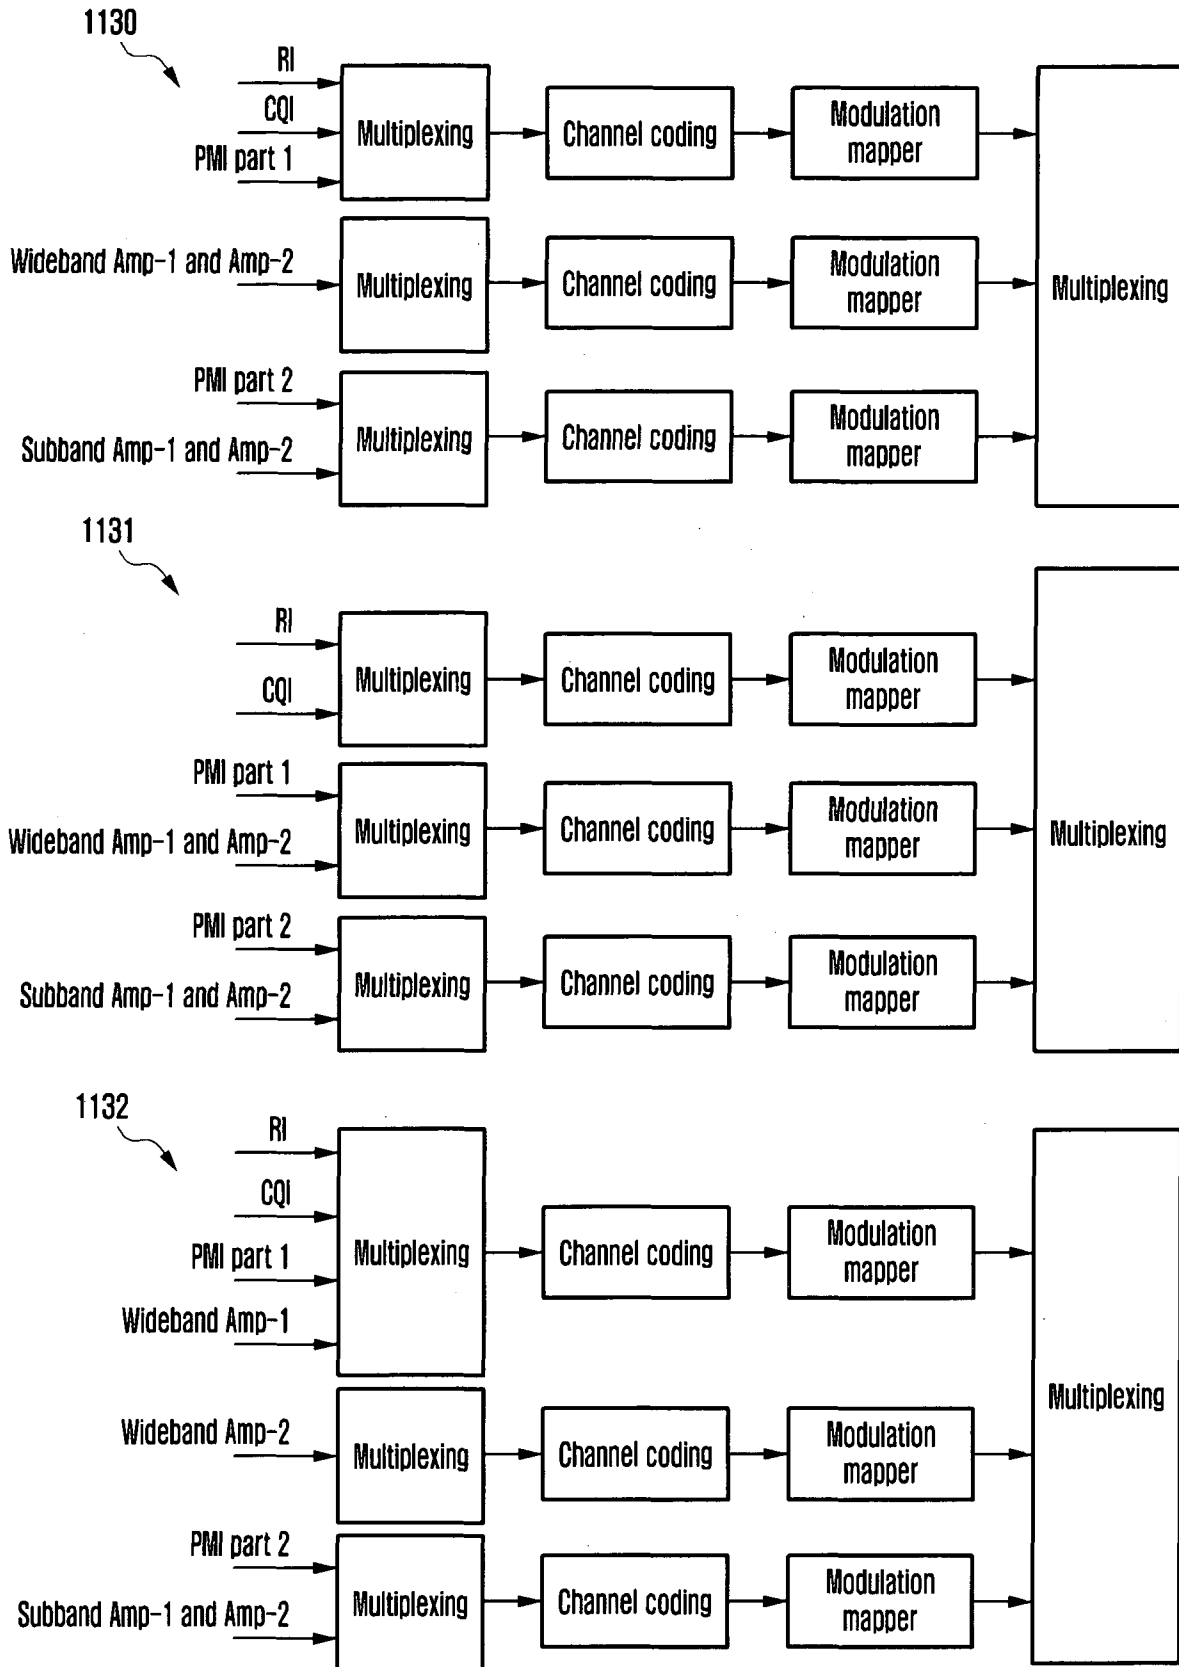 1130
RI
CQI
PMI part 1
Multiplexing
Channel coding
Modulation
mapper
Wideband Amp-1 and Amp-2
Multiplexing
Channel coding
Modulation
mapper
Multiplexing
PMI part 2
Subband Amp-1 and Amp-2
Multiplexing
Channel coding
Modulation
mapper
1131
RI
CQI
Multiplexing
Channel coding
Modulation
mapper
PMI part 1
Wideband Amp-1 and Amp-2
Multiplexing
Channel coding
Modulation
mapper
Multiplexing
PMI part 2
Subband Amp-1 and Amp-2
Multiplexing
Channel coding
Modulation
mapper
1132
RI
CQI
PMI part 1
Wideband Amp-1
Multiplexing
Channel coding
Modulation
mapper
Multiplexing
Wideband Amp-2
Multiplexing
Channel coding
Modulation
mapper
PMI part 2
Subband Amp-1 and Amp-2
Multiplexing
Channel coding
Modulation
mapper